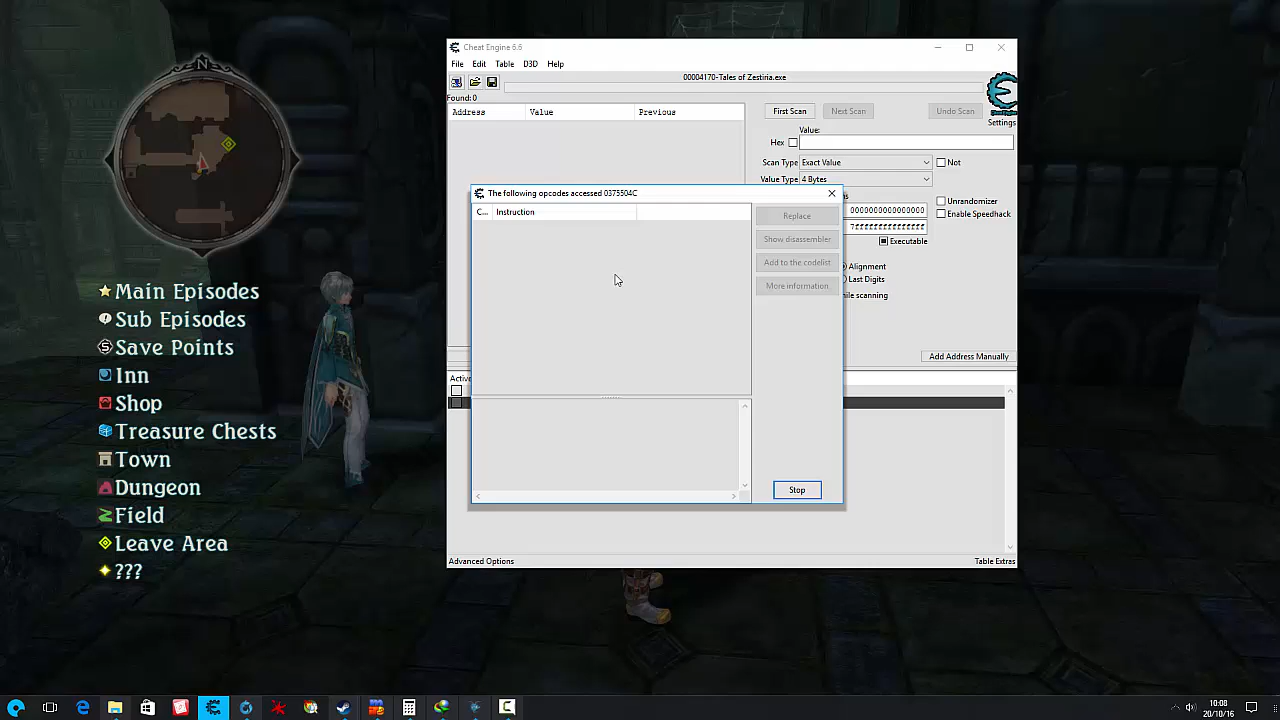 N
Main Episodes
Sub Episodes
Save Points
Inn
Shop
Treasure Chests
Town
Dungeon
Field
Leave Area
???
Cheat Engine 6.6
File Edit Table D3D Help
00004170-Tales of Zestiria.exe
Found:0
Address Value Previous
First Scan Next Scan Undo Scan
Settings
Value:
Hex
Scan Type Exact Value Not
Value Type 4 Bytes
Unrandomizer
Enable Speedhack
Executable
Alignment
Last Digits
Add Address Manually
Active
The following opcodes accessed 0375504C
C... Instruction
Replace
Show disassembler
Add to the codelist
More information
Stop
Advanced Options Table Extras
10:08
20/10/16